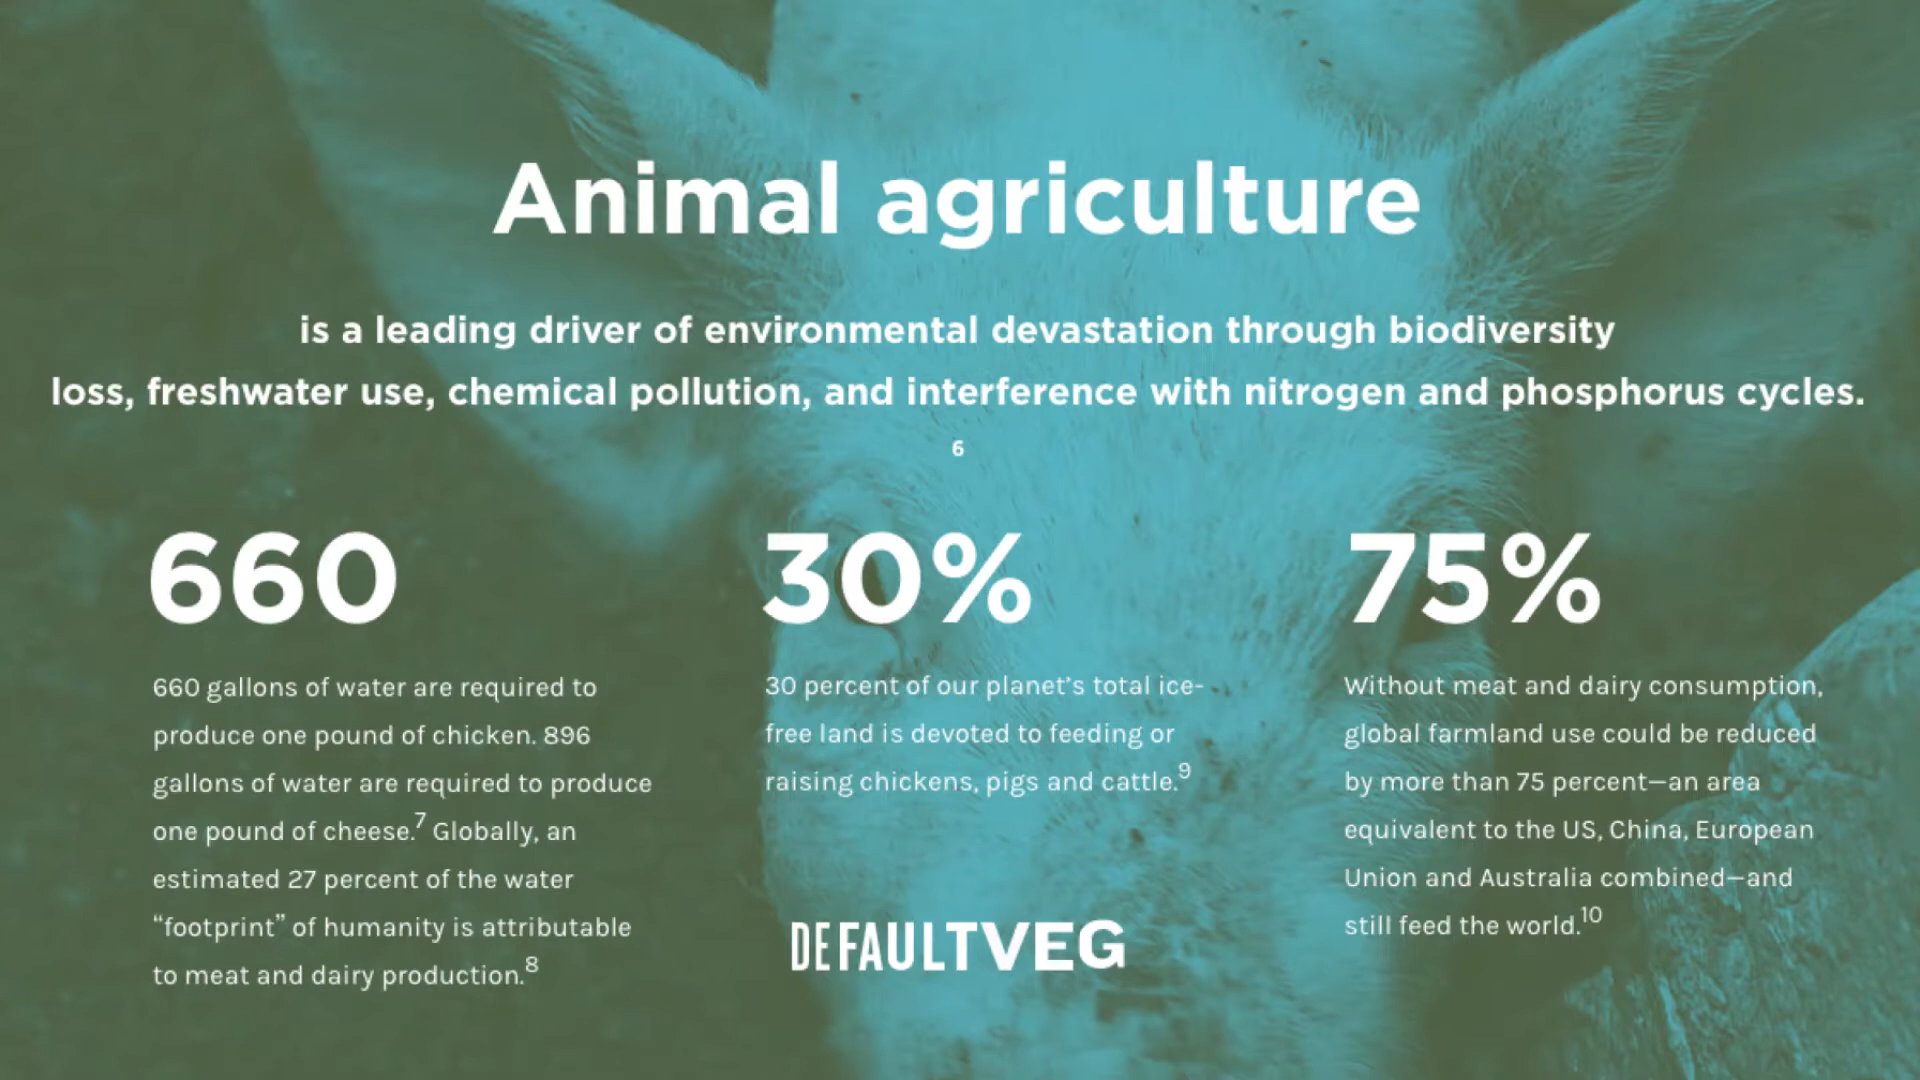 Animal agriculture
is a leading driver of environmental devastation through biodiversity
loss, freshwater use, chemical pollution, and interference with nitrogen and phosphorus cycles.
6
660
660 gallons of water are required to
produce one pound of chicken. 896
gallons of water are required to produce
one pound of cheese.7 Globally, an
estimated 27 percent of the water
“footprint” of humanity is attributable
to meat and dairy production.8
30%
30 percent of our planet’s total ice-
free land is devoted to feeding or
raising chickens, pigs and cattle.9
75%
Without meat and dairy consumption,
global farmland use could be reduced
by more than 75 percent—an area
equivalent to the US, China, European
Union and Australia combined—and
still feed the world.10
DEFAULTVEG